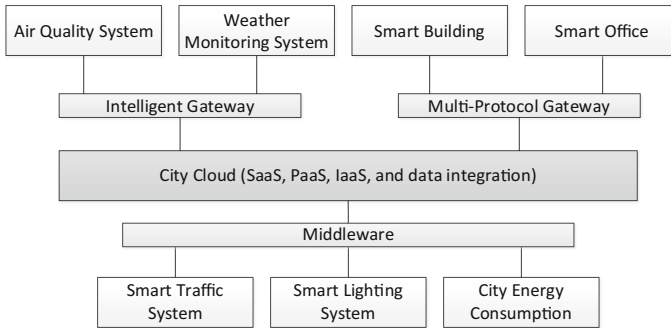 Air Quality System
Weather
Monitoring System
Smart Building
Smart Office
Intelligent Gateway
Multi-Protocol Gateway
City Cloud (SaaS, PaaS, IaaS, and data integration)
Middleware
Smart Traffic
System
Smart Lighting
System
City Energy
Consumption